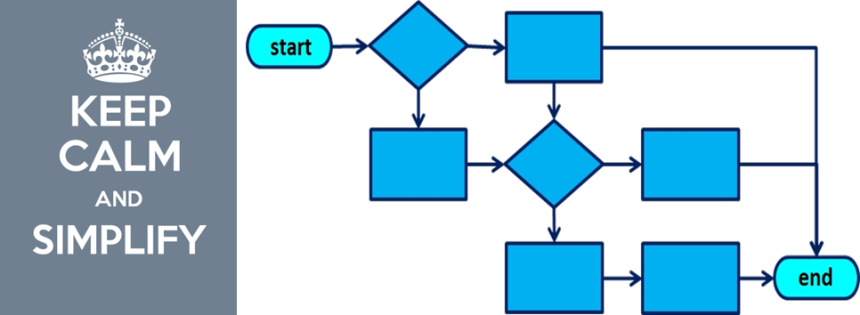 KEEP
CALM
AND
SIMPLIFY
start
end